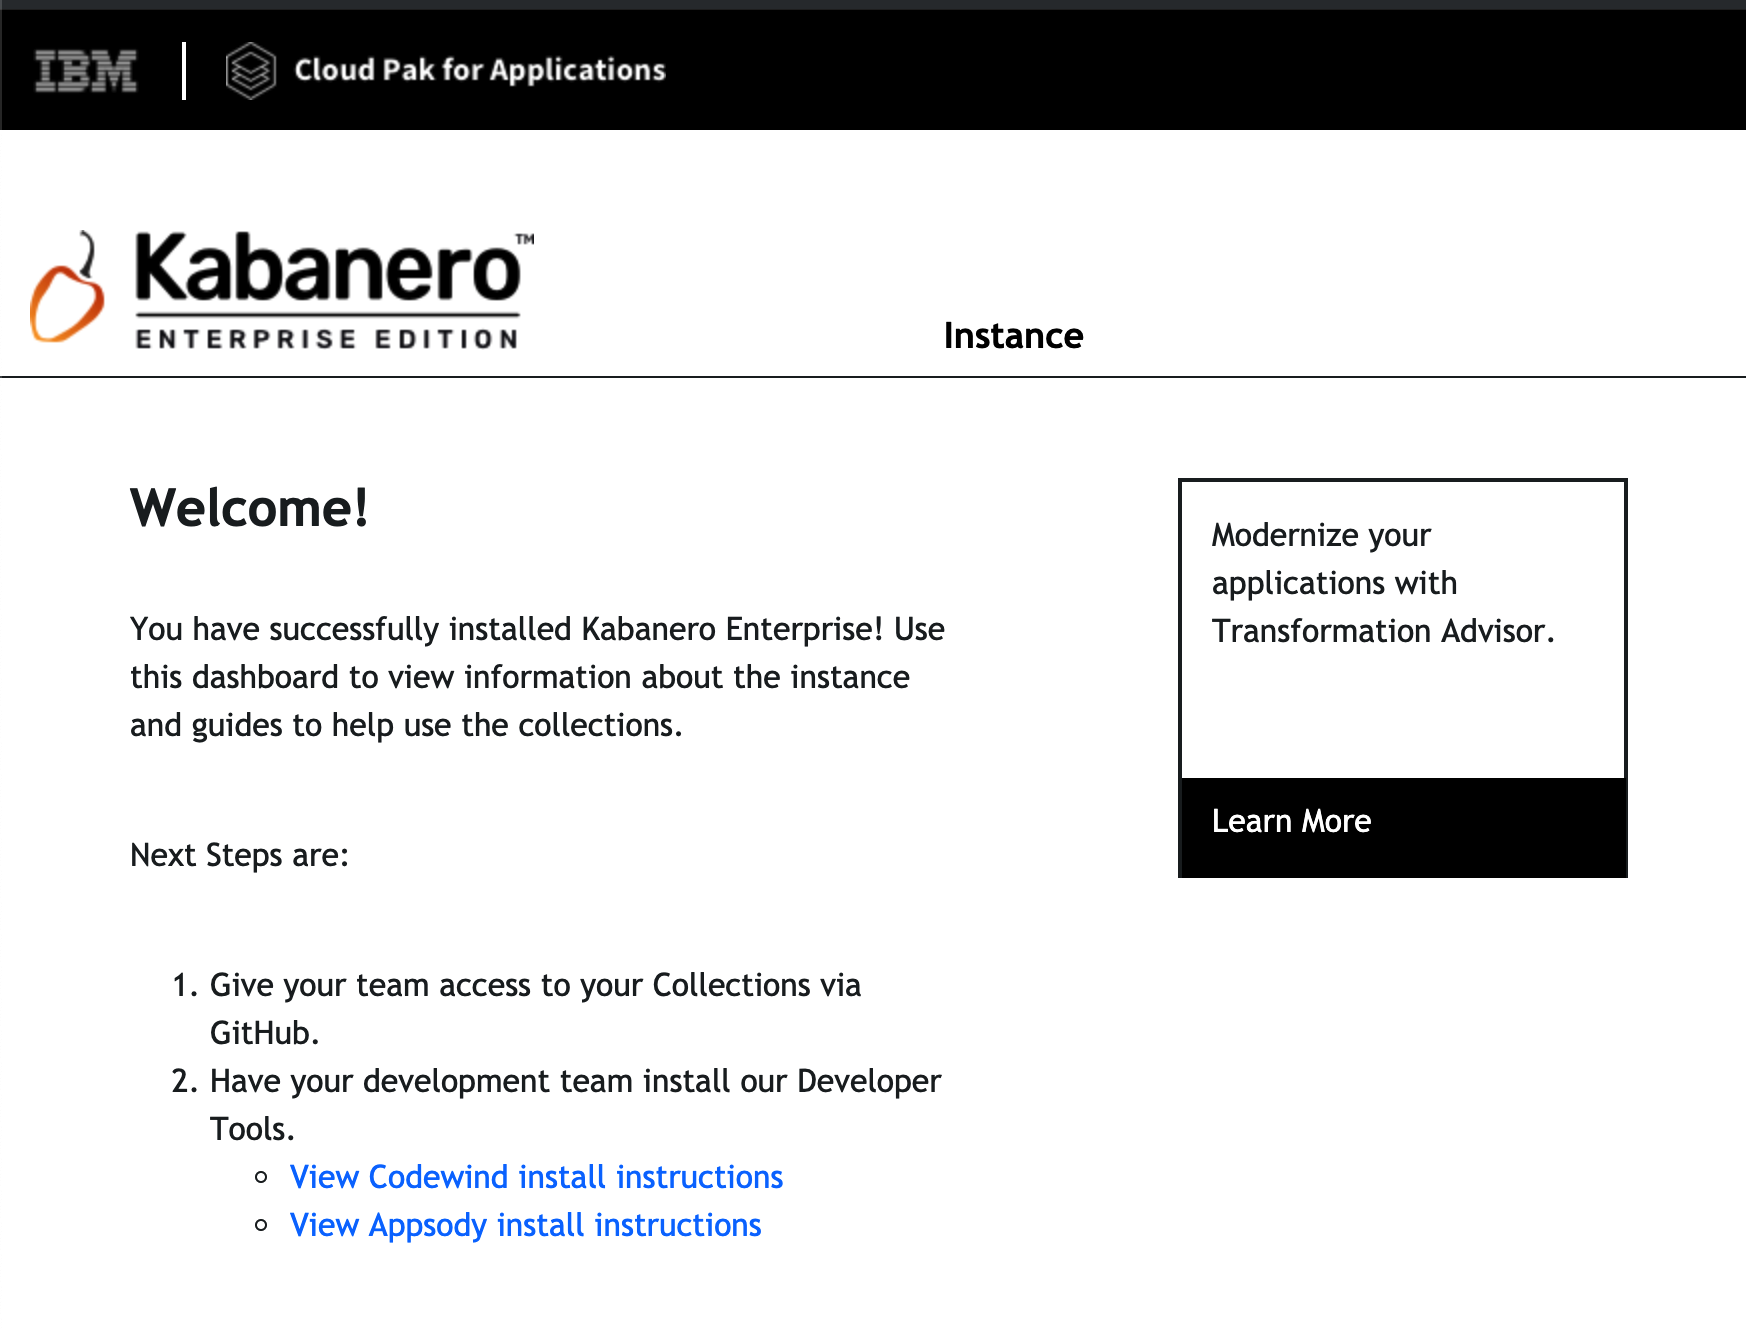 IBM
Cloud Pak for Applications
Kabanero™
ENTERPRISE EDITION
Instance
Welcome!
You have successfully installed Kabanero Enterprise! Use
this dashboard to view information about the instance
and guides to help use the collections.
Next Steps are:
1. Give your team access to your Collections via
GitHub.
2. Have your development team install our Developer
Tools.
View Codewind install instructions
View Appsody install instructions
Modernize your
applications with
Transformation Advisor.
Learn More